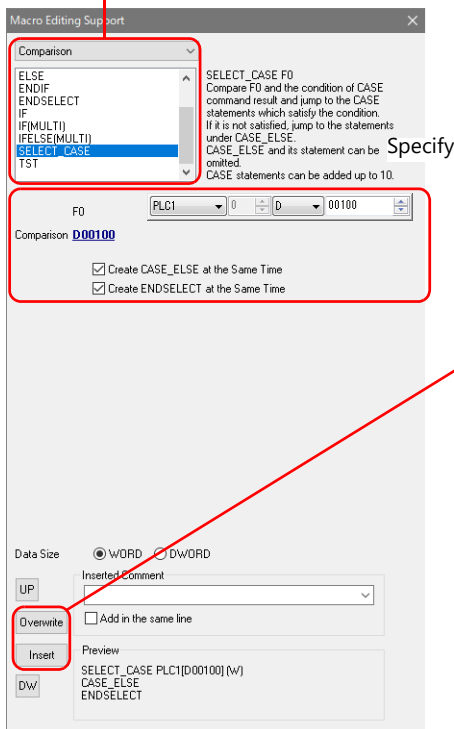 Macro Editing Support
Comparison
ELSE
ENDIF
ENDSELECT
IF
IF(MULTI)
IFELSE(MULTI)
SELECT_CASE
TST
SELECT_CASE F0
Compare F0 and the condition of CASE
command result and jump to the CASE
statements which satisfy the condition.
If it is not satisfied, jump to the statements
under CASE_ELSE.
CASE_ELSE and its statement can be
omitted.
CASE statements can be added up to 10.
Specify
F0 PLC1 0 D 00100
Comparison D00100
Create CASE_ELSE at the Same Time
Create ENDSELECT at the Same Time
Data Size WORD DWORD
UP
Inserted Comment
Overwrite
Add in the same line
Insert
Preview
SELECT_CASE PLC1[D00100] (W)
CASE_ELSE
ENDSELECT
DW